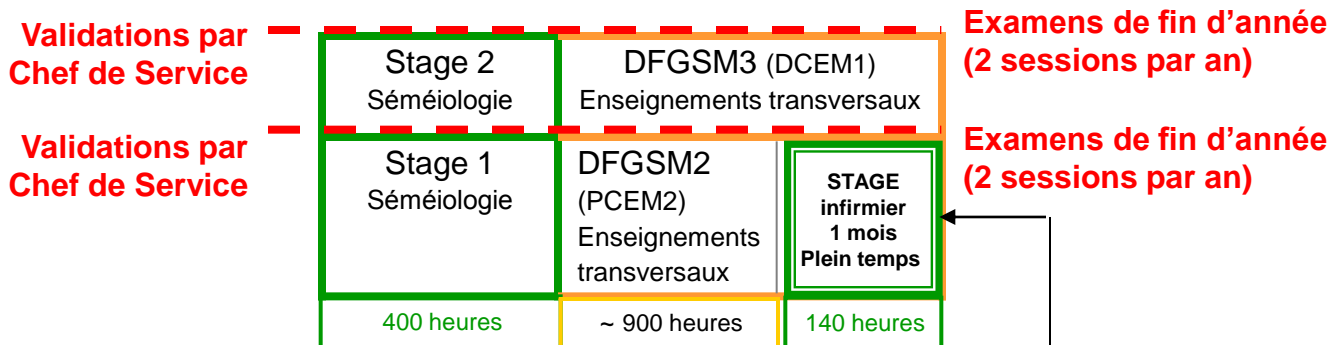 Validations par
Chef de Service
Stage 2
Séméiologie
DFGSM3 (DCEM1)
Enseignements transversaux
Examens de fin d'année
(2 sessions par an)
Validations par
Chef de Service
Stage 1
Séméiologie
DFGSM2
(PCEM2)
Enseignements
transversaux
STAGE
infirmier
1 mois
Plein temps
Examens de fin d'année
(2 sessions par an)
400 heures
~ 900 heures
140 heures